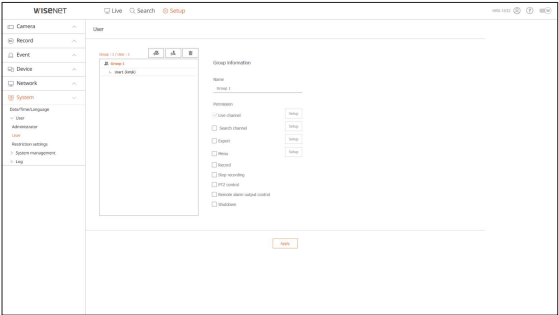 WISENET
Live Search Setup
Camera
Record
Event
Device
Network
System
Date/Time/Language
User
Administrator
User
Restriction settings
System management
Log
User
Group 1
Group Information
Name
Group 1
Permission
Live channel Setup
Search channel Setup
Export Setup
Menu Setup
Record
Stop recording
PTZ control
Remote alarm output control
Shutdown
Apply